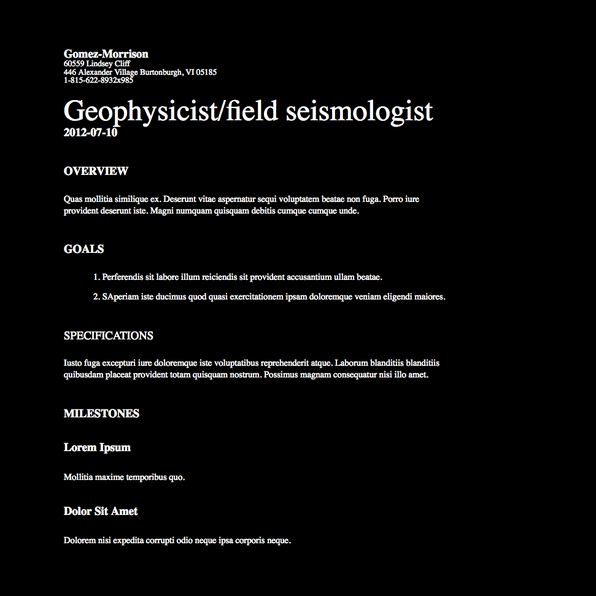 Gomez-Morrison
60559 Lindsey Cliff
446 Alexander Village Burtonburgh, VI 05185
1-815-622-8932x985
Geophysicist/field seismologist
2012-07-10
OVERVIEW
Quas mollitia similique ex. Deserunt vitae aspernatur sequi voluptatem beatae non fuga. Porro iure
provident deserunt iste. Magni numquam quisquam debitis cumque cumque unde.
GOALS
1. Perferendis sit labore illum reiciendis sit provident accusantium ullam beatae.
2. SAperiam iste ducimus quod quasi exercitationem ipsam doloremque veniam eligendi maiores.
SPECIFICATIONS
Iusto fuga excepturi iure doloremque iste voluptatibus reprehenderit atque. Laborum blanditiis blanditiis
quibusdam placeat provident totam quisquam nostrum. Possimus magnam consequatur nisi illo amet.
MILESTONES
Lorem Ipsum
Mollitia maxime temporibus quo.
Dolor Sit Amet
Dolorem nisi expedita corrupti odio neque ipsa corporis neque.